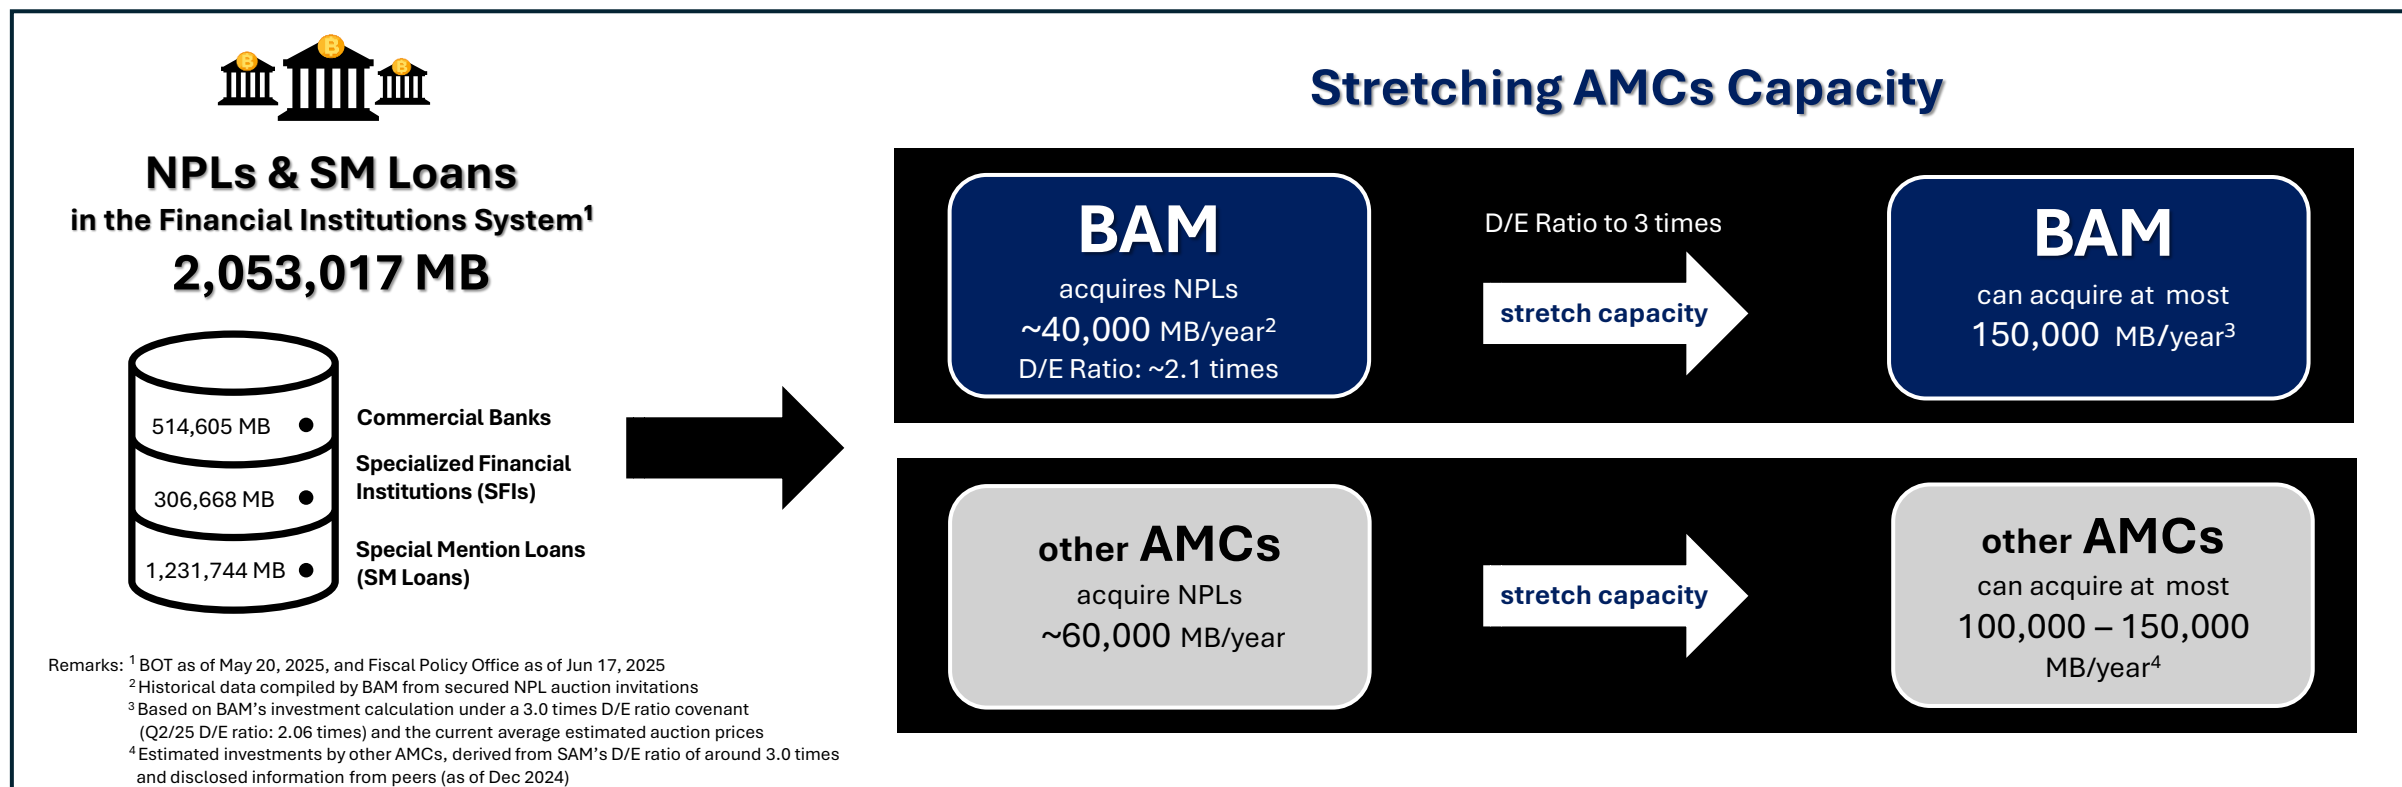 NPLs & SM Loans
in the Financial Institutions System¹
2,053,017 MB
514,605 MB
Commercial Banks
306,668 MB
Specialized Financial
Institutions (SFIs)
1,231,744 MB
Special Mention Loans
(SM Loans)
Remarks: ¹ BOT as of May 20, 2025, and Fiscal Policy Office as of Jun 17, 2025
² Historical data compiled by BAM from secured NPL auction invitations
³ Based on BAM's investment calculation under a 3.0 times D/E ratio covenant
(Q2/25 D/E ratio: 2.06 times) and the current average estimated auction prices
⁴ Estimated investments by other AMCs, derived from SAM's D/E ratio of around 3.0 times
and disclosed information from peers (as of Dec 2024)
Stretching AMCs Capacity
BAM
acquires NPLs
~40,000 MB/year²
D/E Ratio: ~2.1 times
D/E Ratio to 3 times
stretch capacity
BAM
can acquire at most
150,000 MB/year³
other AMCs
acquire NPLs
~60,000 MB/year
stretch capacity
other AMCs
can acquire at most
100,000 – 150,000
MB/year⁴